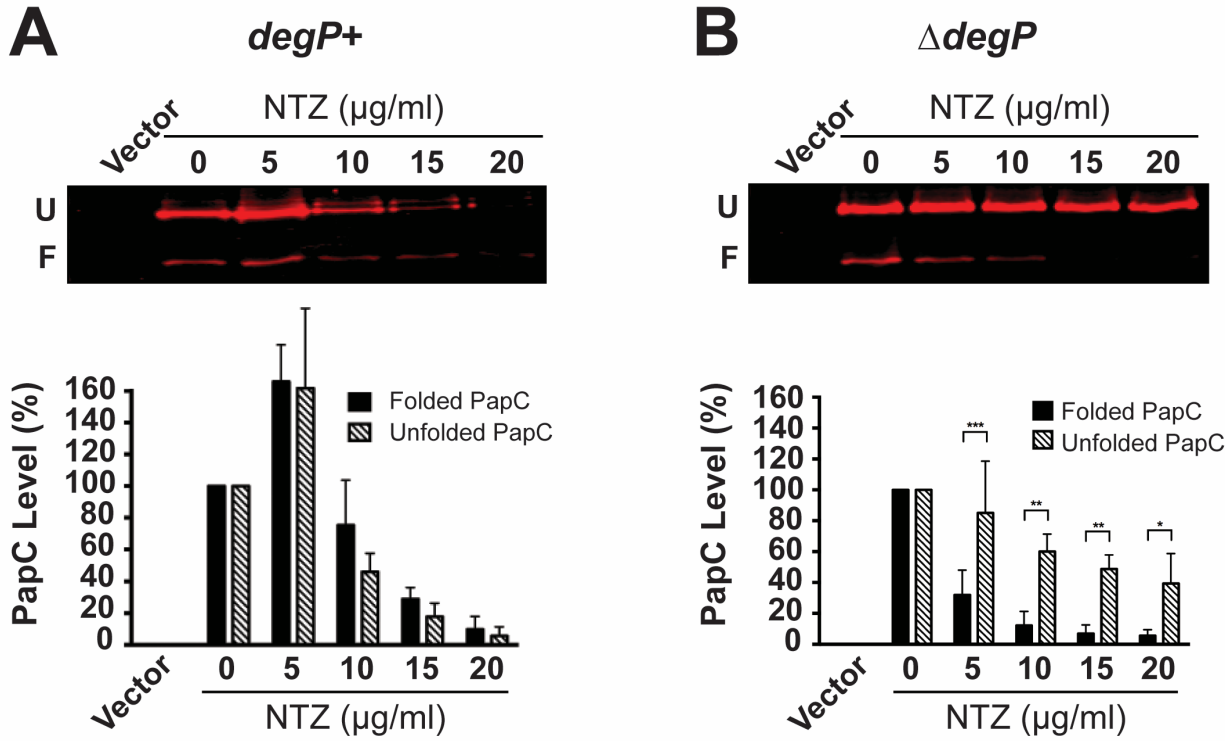 A
degP+
NTZ (µg/ml)
Vector
0 5 10 15 20
U
F
160
140
120
100
80
60
40
20
0
PapC Level (%)
Folded PapC
Unfolded PapC
Vector
0 5 10 15 20
NTZ (µg/ml)
B
∆degP
NTZ (µg/ml)
Vector
0 5 10 15 20
U
F
160
140
120
100
80
60
40
20
0
PapC Level (%)
Folded PapC
Unfolded PapC
***
**
**
*
Vector
0 5 10 15 20
NTZ (µg/ml)